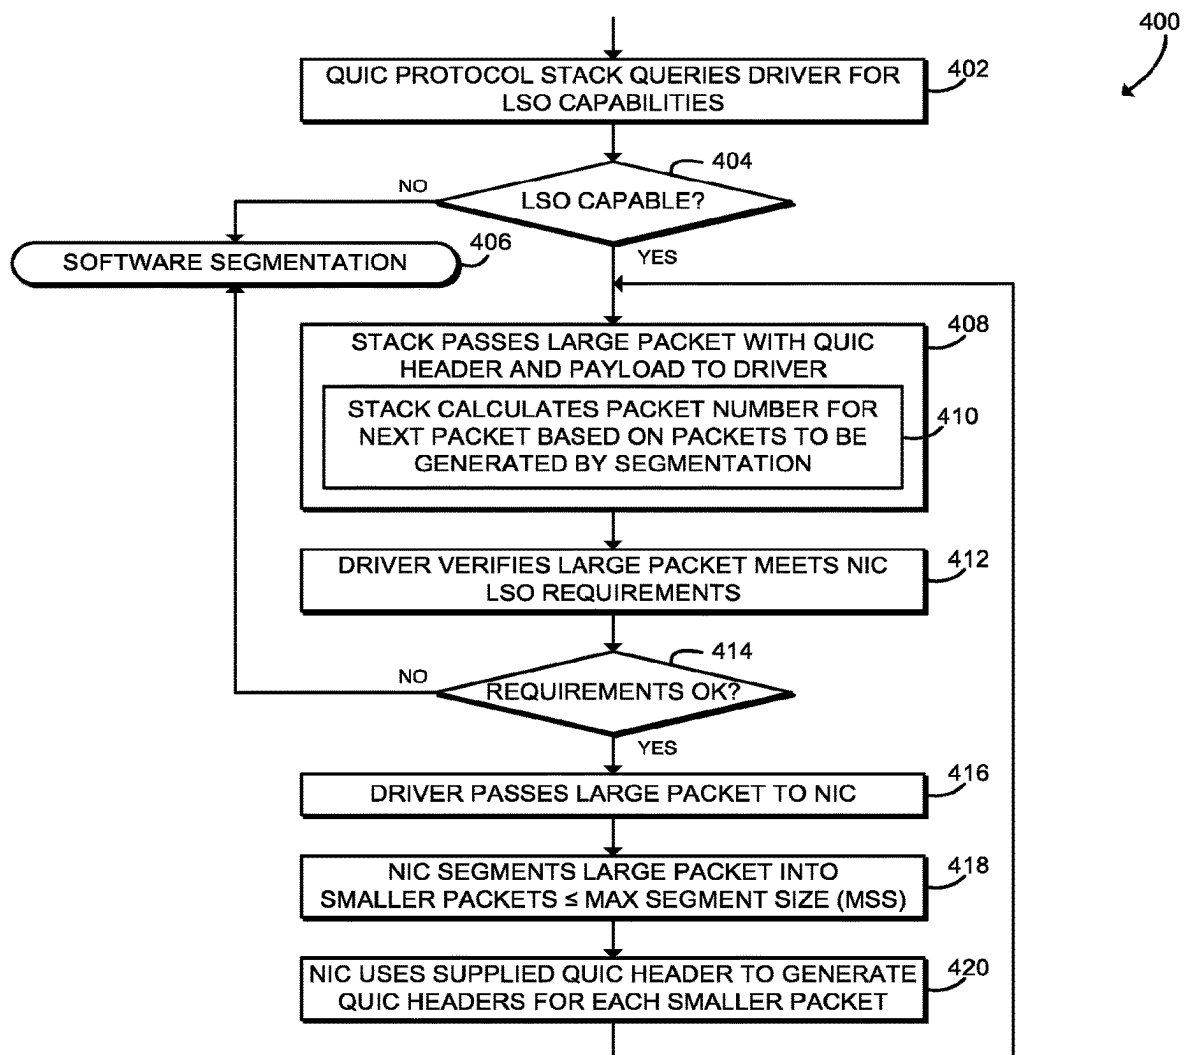 400
QUIC PROTOCOL STACK QUERIES DRIVER FOR
LSO CAPABILITIES
402
404
LSO CAPABLE?
NO
YES
406
SOFTWARE SEGMENTATION
408
STACK PASSES LARGE PACKET WITH QUIC
HEADER AND PAYLOAD TO DRIVER
410
STACK CALCULATES PACKET NUMBER FOR
NEXT PACKET BASED ON PACKETS TO BE
GENERATED BY SEGMENTATION
412
DRIVER VERIFIES LARGE PACKET MEETS NIC
LSO REQUIREMENTS
414
REQUIREMENTS OK?
NO
YES
416
DRIVER PASSES LARGE PACKET TO NIC
418
NIC SEGMENTS LARGE PACKET INTO
SMALLER PACKETS ≤ MAX SEGMENT SIZE (MSS)
420
NIC USES SUPPLIED QUIC HEADER TO GENERATE
QUIC HEADERS FOR EACH SMALLER PACKET